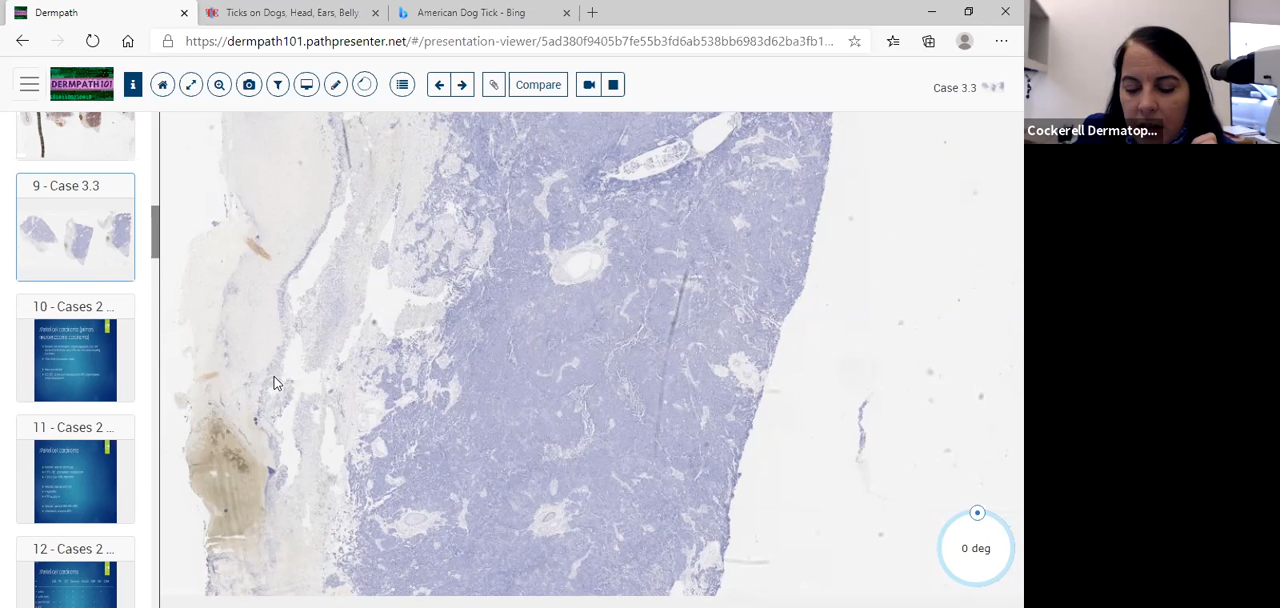 Dermpath
Ticks on Dogs, Head, Ears, Belly
American Dog Tick - Bing
https://dermpath101.pathpresenter.net/#/presentation-viewer/5ad380f9405b7fe55b3fd6ab538bb6983d62ba3fb1...
DERMPATH101
Compare
Case 3.3
Cockerell Dermatop...
9 - Case 3.3
10 - Cases 2 ...
11 - Cases 2 ...
12 - Cases 2 ...
0 deg